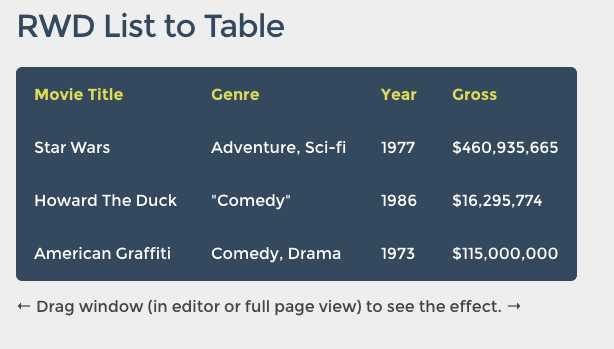 RWD List to Table
Movie Title Genre Year Gross
Star Wars Adventure, Sci-fi 1977 $460,935,665
Howard The Duck "Comedy" 1986 $16,295,774
American Graffiti Comedy, Drama 1973 $115,000,000
← Drag window (in editor or full page view) to see the effect. →